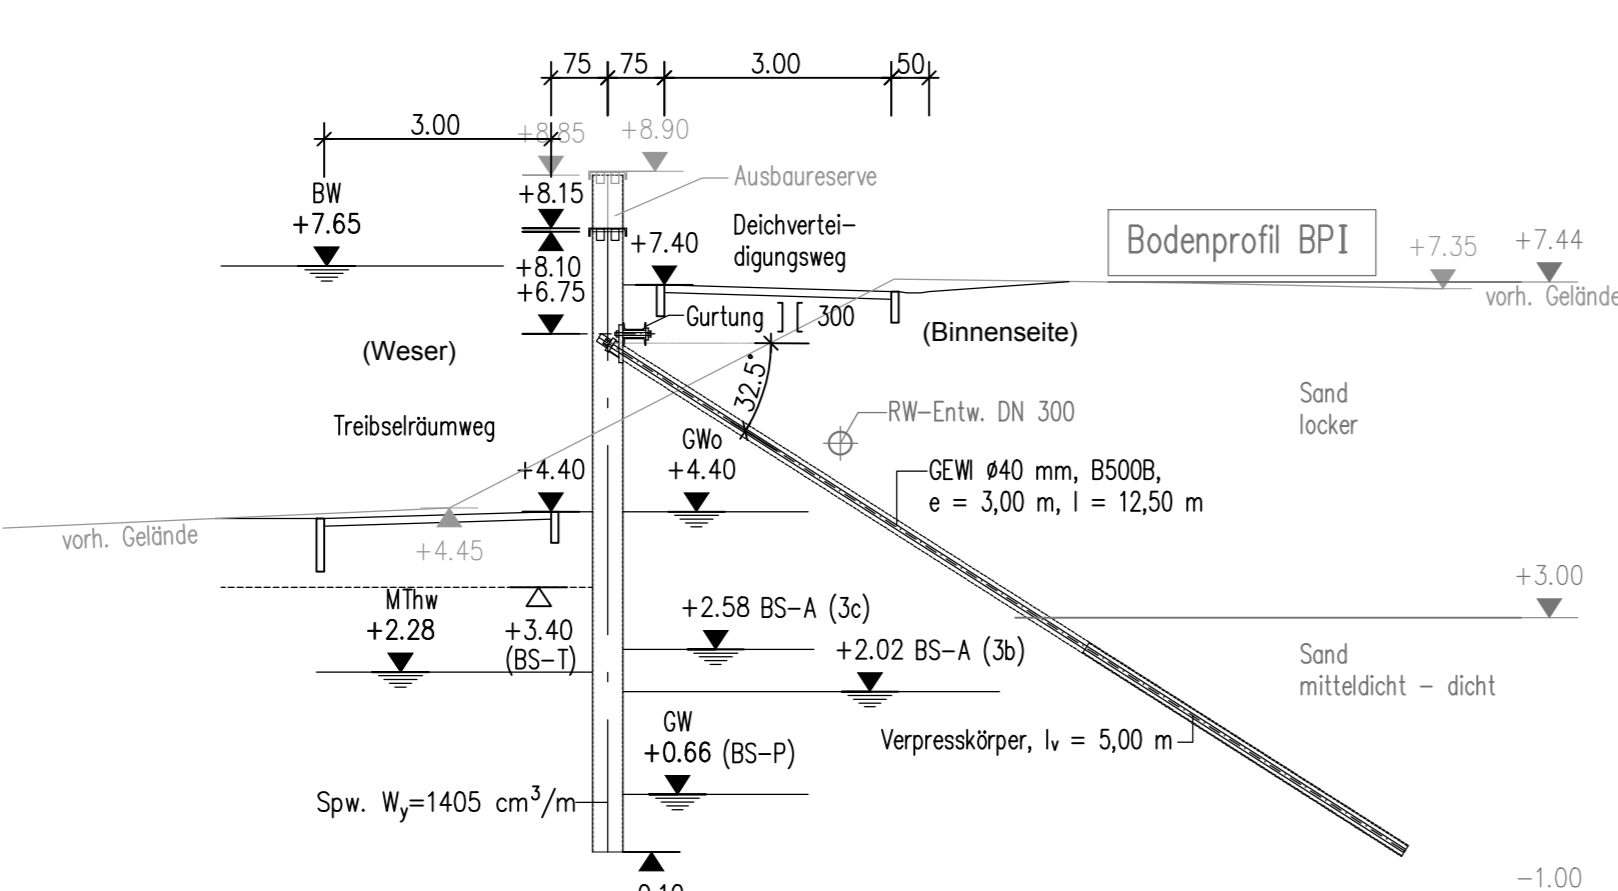 75 75 3.00 50
3.00
+8.85 +8.90
Ausbaureserve
BW
+7.65
+8.15
+8.10
+6.75
+7.40
Deichvertei-
digungsweg
Bodenprofil BPI
+7.35 +7.44
vorh. Gelände
Gurtung ][ 300
(Binnenseite)
(Weser)
32.5°
Sand
locker
RW-Entw. DN 300
Treibselräumweg
GWo
+4.40
+4.40
GEWI ø40 mm, B500B,
e = 3,00 m, l = 12,50 m
vorh. Gelände
+4.45
+3.00
MThw
+2.28
+3.40
(BS-T)
+2.58 BS-A (3c)
+2.02 BS-A (3b)
Sand
mitteldicht - dicht
GW
+0.66 (BS-P)
Verpresskörper, lv = 5,00 m
Spw. Wy=1405 cm³/m
-1.00